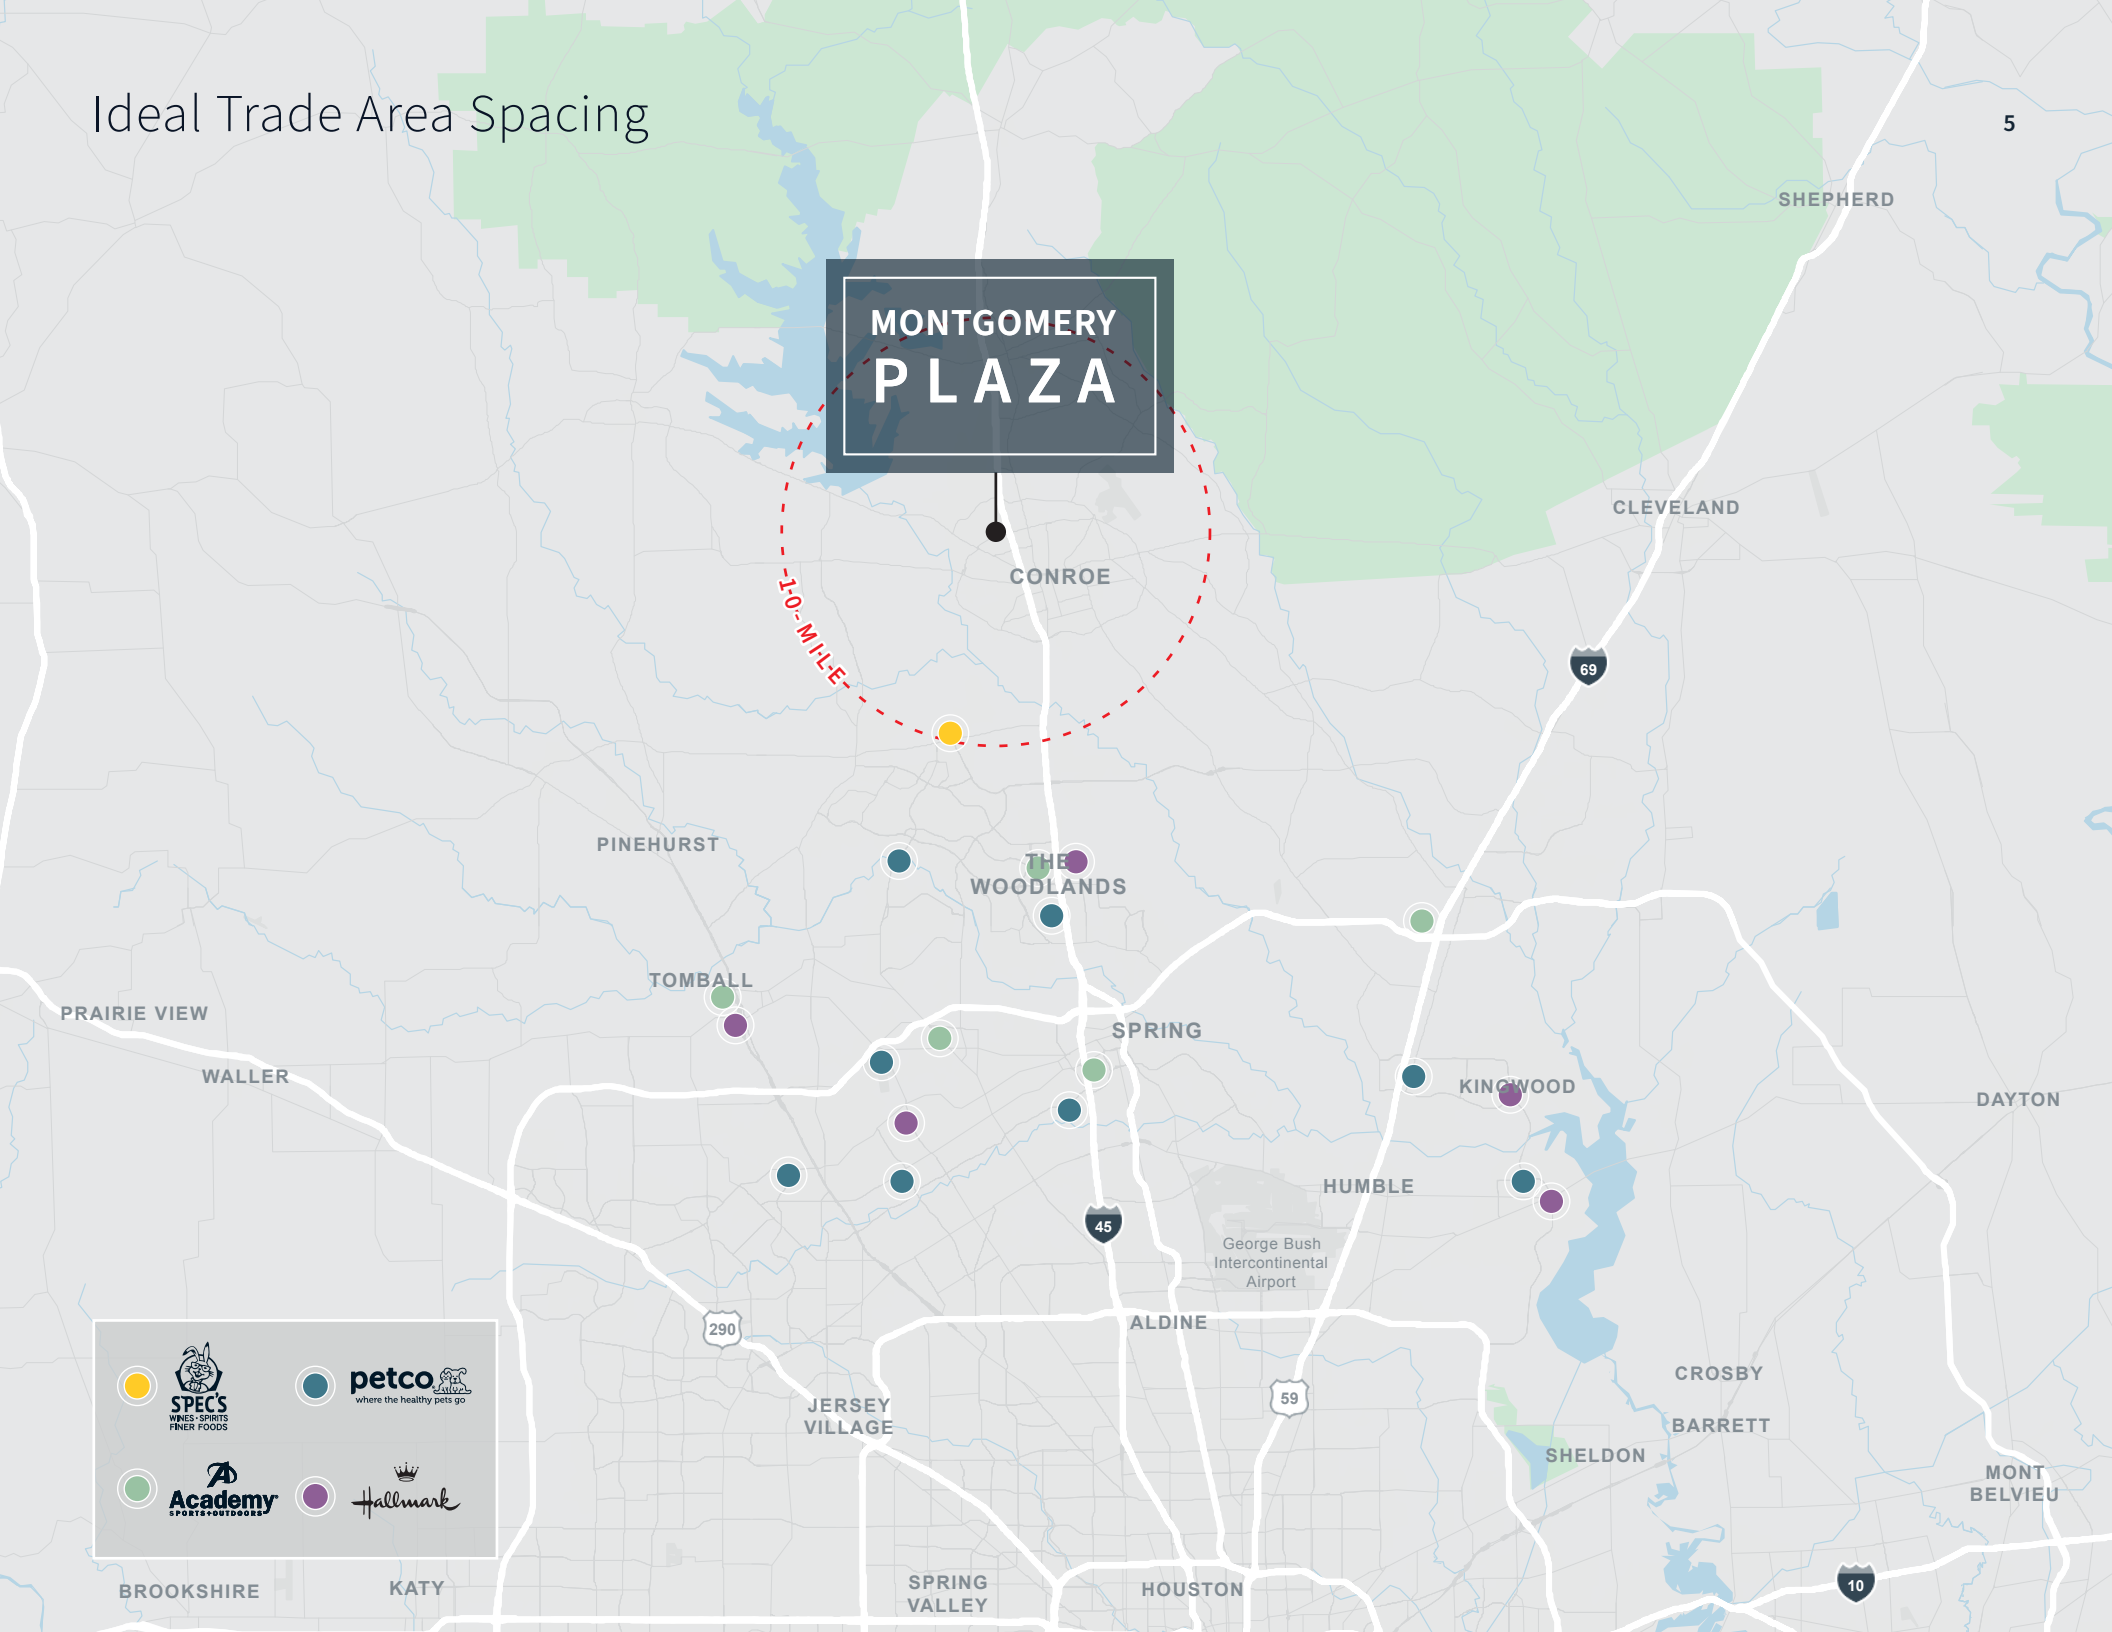 Ideal Trade Area Spacing
5
SHEPHERD
MONTGOMERY
PLAZA
CLEVELAND
CONROE
10-MILE
69
PINEHURST
THE
WOODLANDS
TOMBALL
PRAIRIE VIEW
SPRING
WALLER
KINGWOOD
DAYTON
HUMBLE
45
George Bush
Intercontinental
Airport
ALDINE
290
CROSBY
59
JERSEY
VILLAGE
BARRETT
SHELDON
MONT
BELVIEU
SPEC'S
WINES • SPIRITS
FINER FOODS
petco
where the healthy pets go
Academy
SPORTS+OUTDOORS
Hallmark
10
BROOKSHIRE
KATY
SPRING
VALLEY
HOUSTON